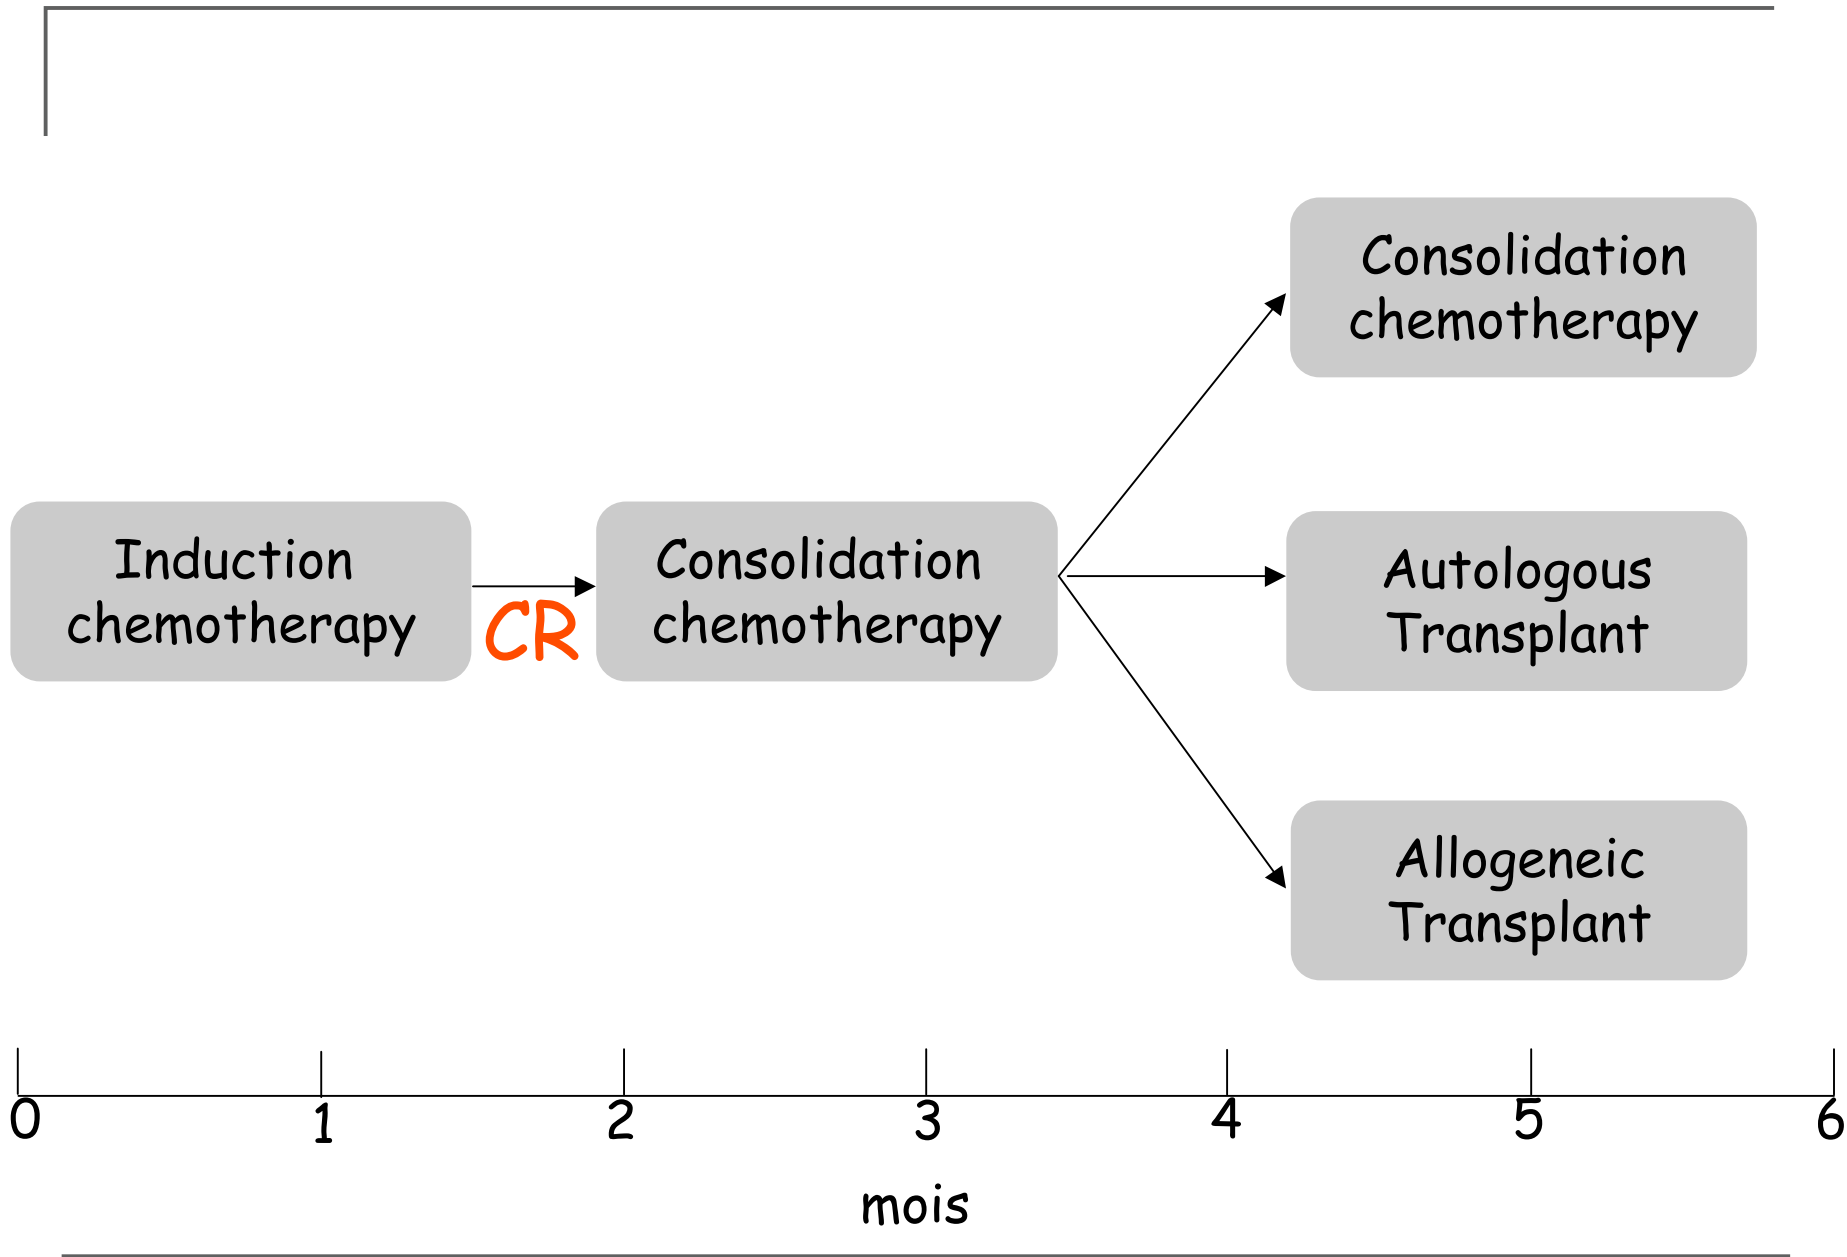 Consolidation
chemotherapy
Induction
chemotherapy
CR
Consolidation
chemotherapy
Autologous
Transplant
Allogeneic
Transplant
0 1 2 3 4 5 6
mois